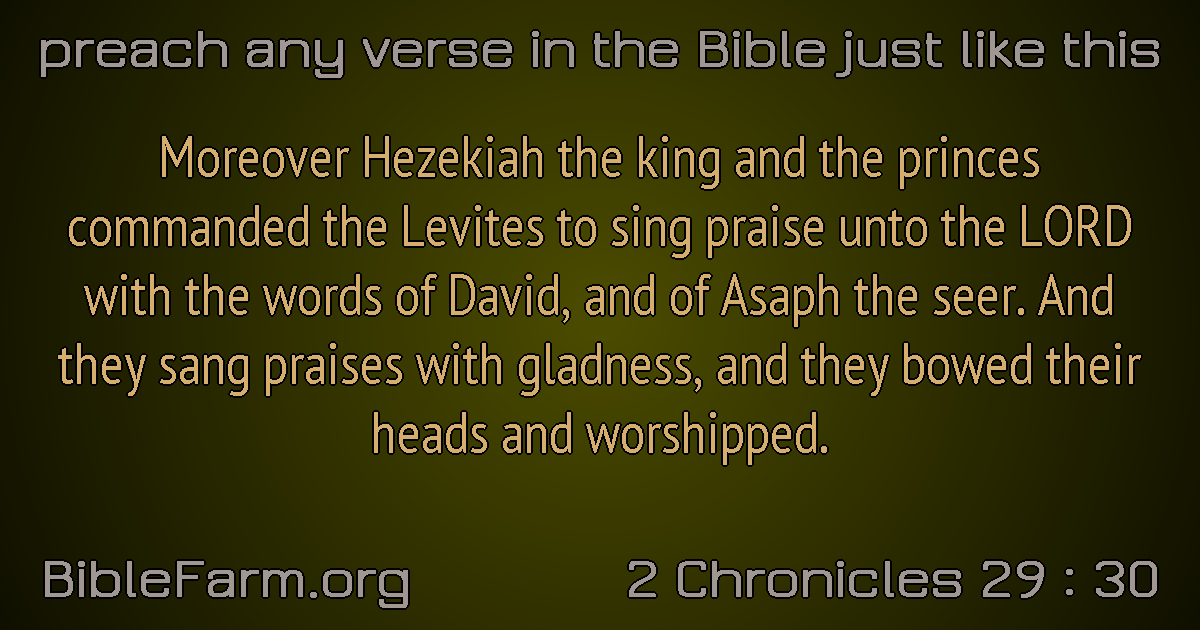 preach any verse in the Bible just like this
Moreover Hezekiah the king and the princes
commanded the Levites to sing praise unto the LORD
with the words of David, and of Asaph the seer. And
they sang praises with gladness, and they bowed their
heads and worshipped.
BibleFarm.org
2 Chronicles 29 : 30